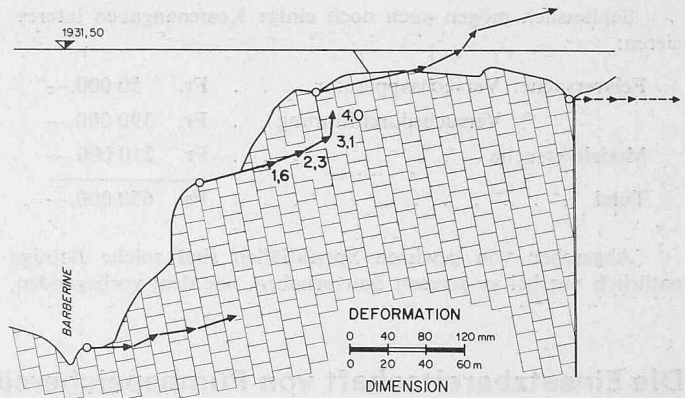 1931,50
4,0
3,1
2,3
1,6
BARBERINE
DEFORMATION
0 40 80 120 mm
0 20 40 60 m
DIMENSION